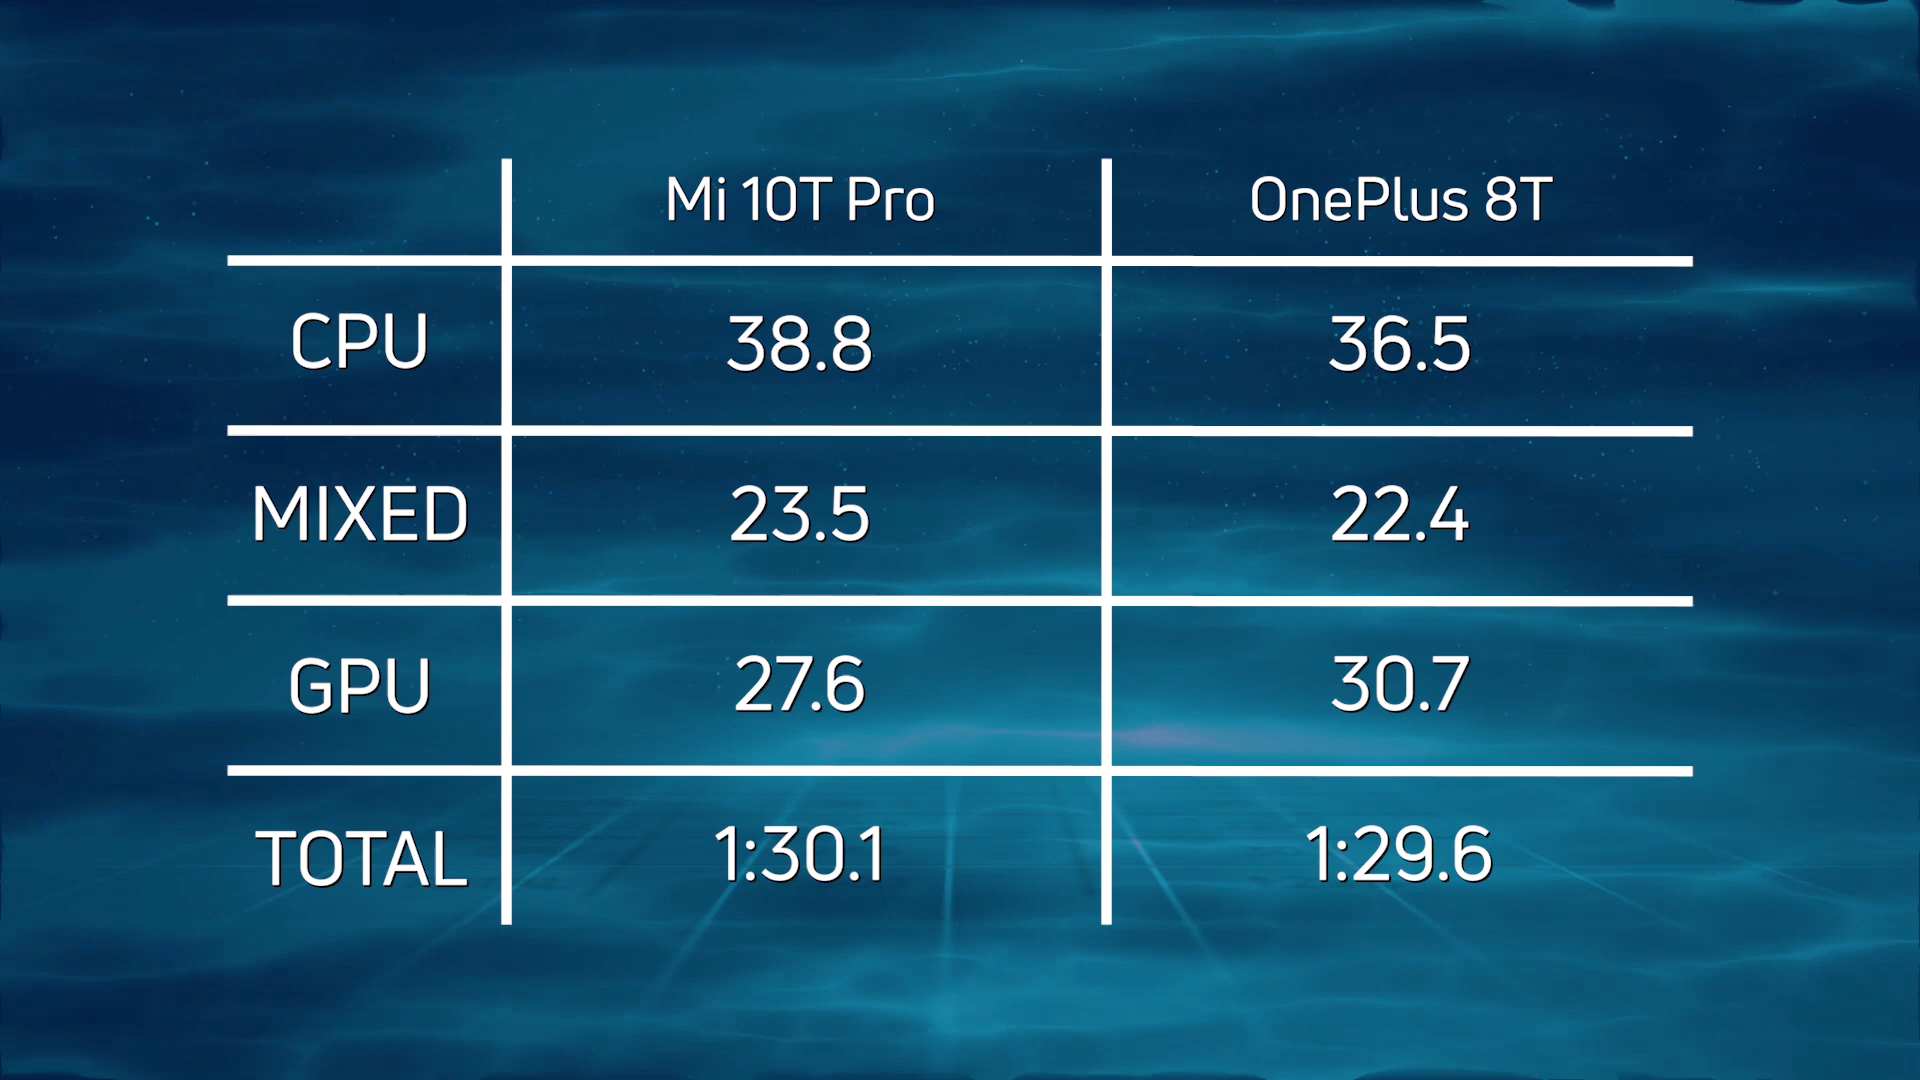 Mi 10T Pro OnePlus 8T
CPU 38.8 36.5
MIXED 23.5 22.4
GPU 27.6 30.7
TOTAL 1:30.1 1:29.6